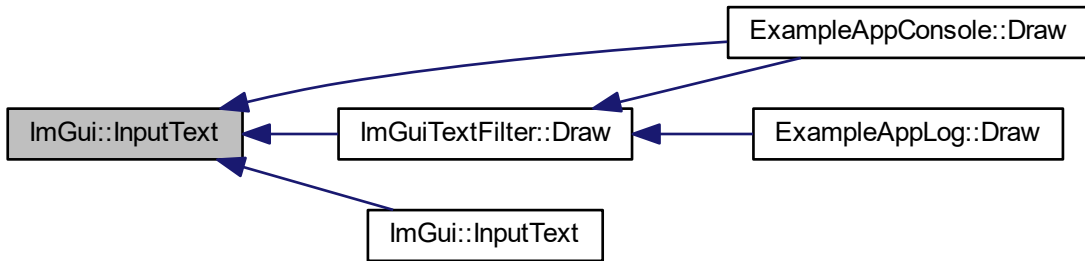 ExampleAppConsole::Draw
ImGui::InputText
ImGuiTextFilter::Draw
ExampleAppLog::Draw
ImGui::InputText